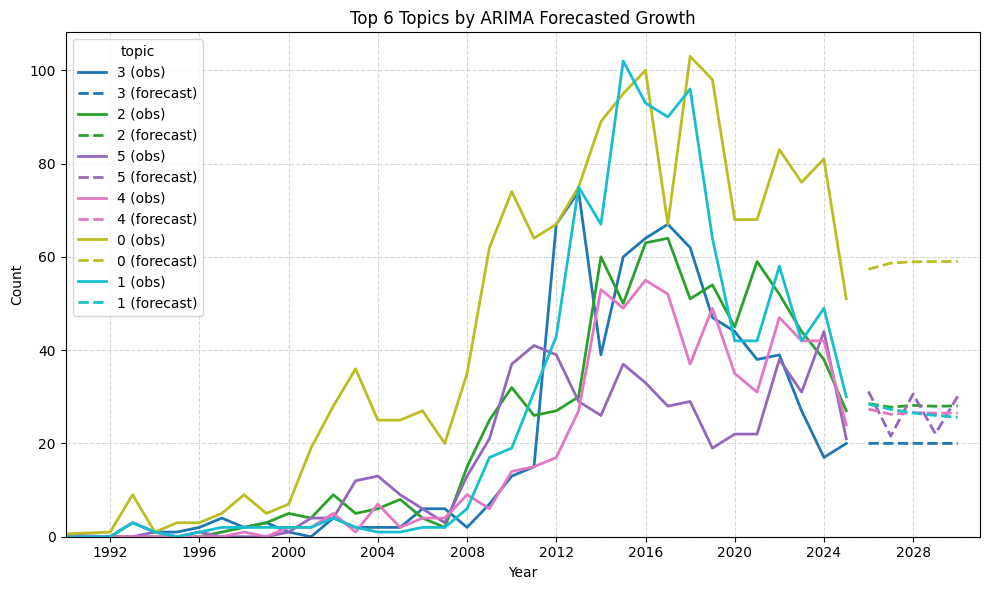 Top 6 Topics by ARIMA Forecasted Growth
topic
3 (obs)
3 (forecast)
2 (obs)
2 (forecast)
5 (obs)
5 (forecast)
4 (obs)
4 (forecast)
0 (obs)
0 (forecast)
1 (obs)
1 (forecast)
Count
100
80
60
40
20
0
1992 1996 2000 2004 2008 2012 2016 2020 2024 2028
Year